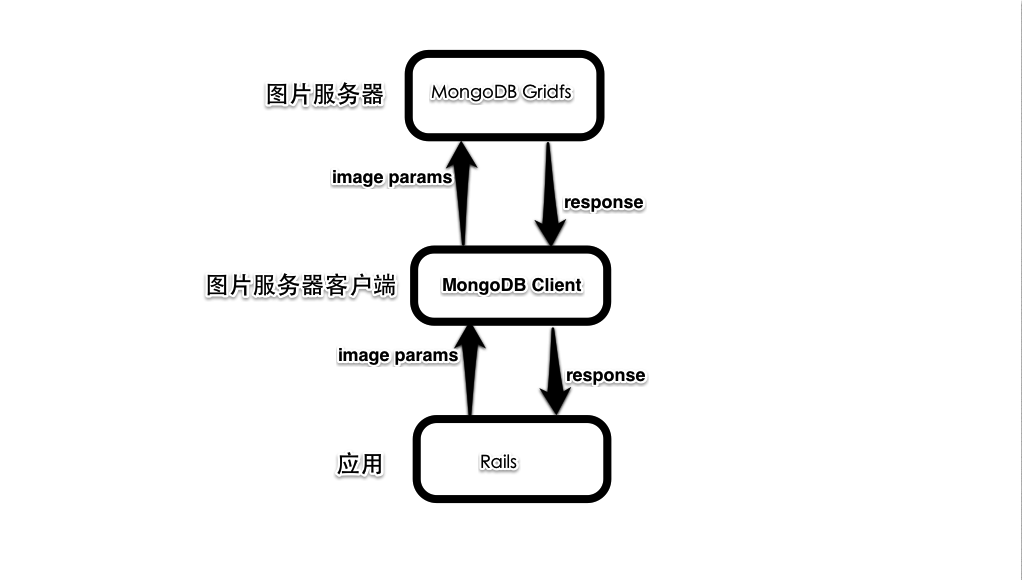 图片服务器
MongoDB Gridfs
image params
response
图片服务器客户端
MongoDB Client
image params
response
应用
Rails